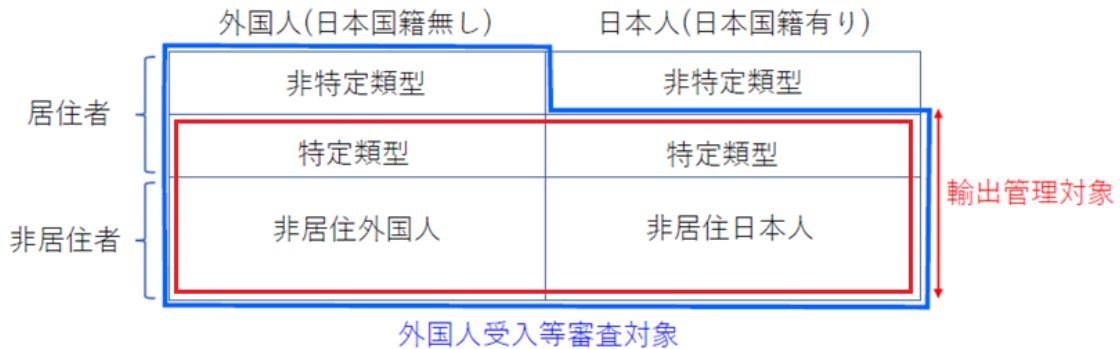 外国人(日本国籍無し) 日本人(日本国籍有り)
居住者
非特定類型 非特定類型
特定類型 特定類型
輸出管理対象
非居住者
非居住外国人 非居住日本人
外国人受入等審査対象